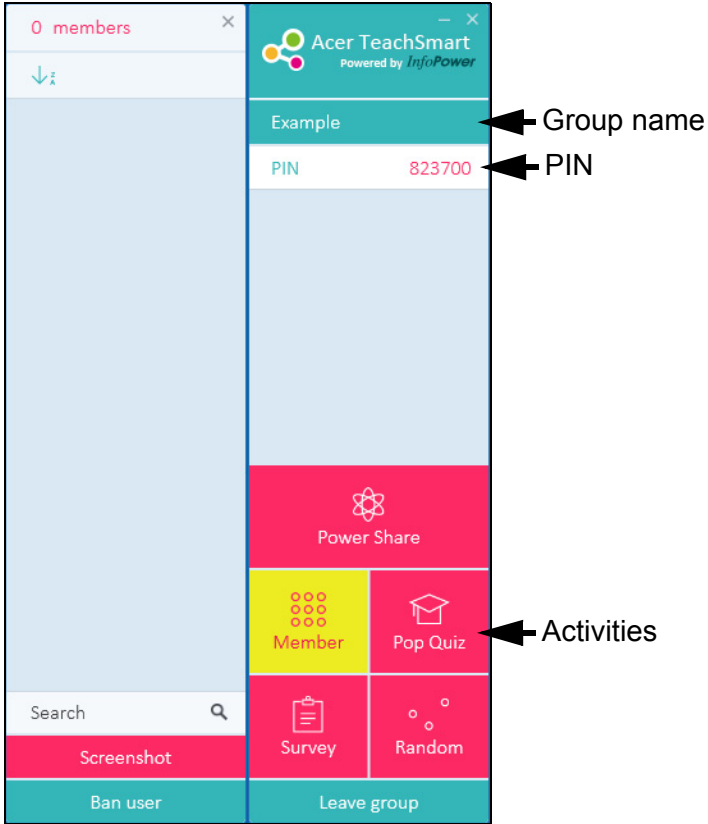 0 members
Acer TeachSmart
Powered by InfoPower
Example
Group name
PIN 823700
PIN
Power Share
Member
Pop Quiz
Activities
Search
Survey
Random
Screenshot
Ban user
Leave group